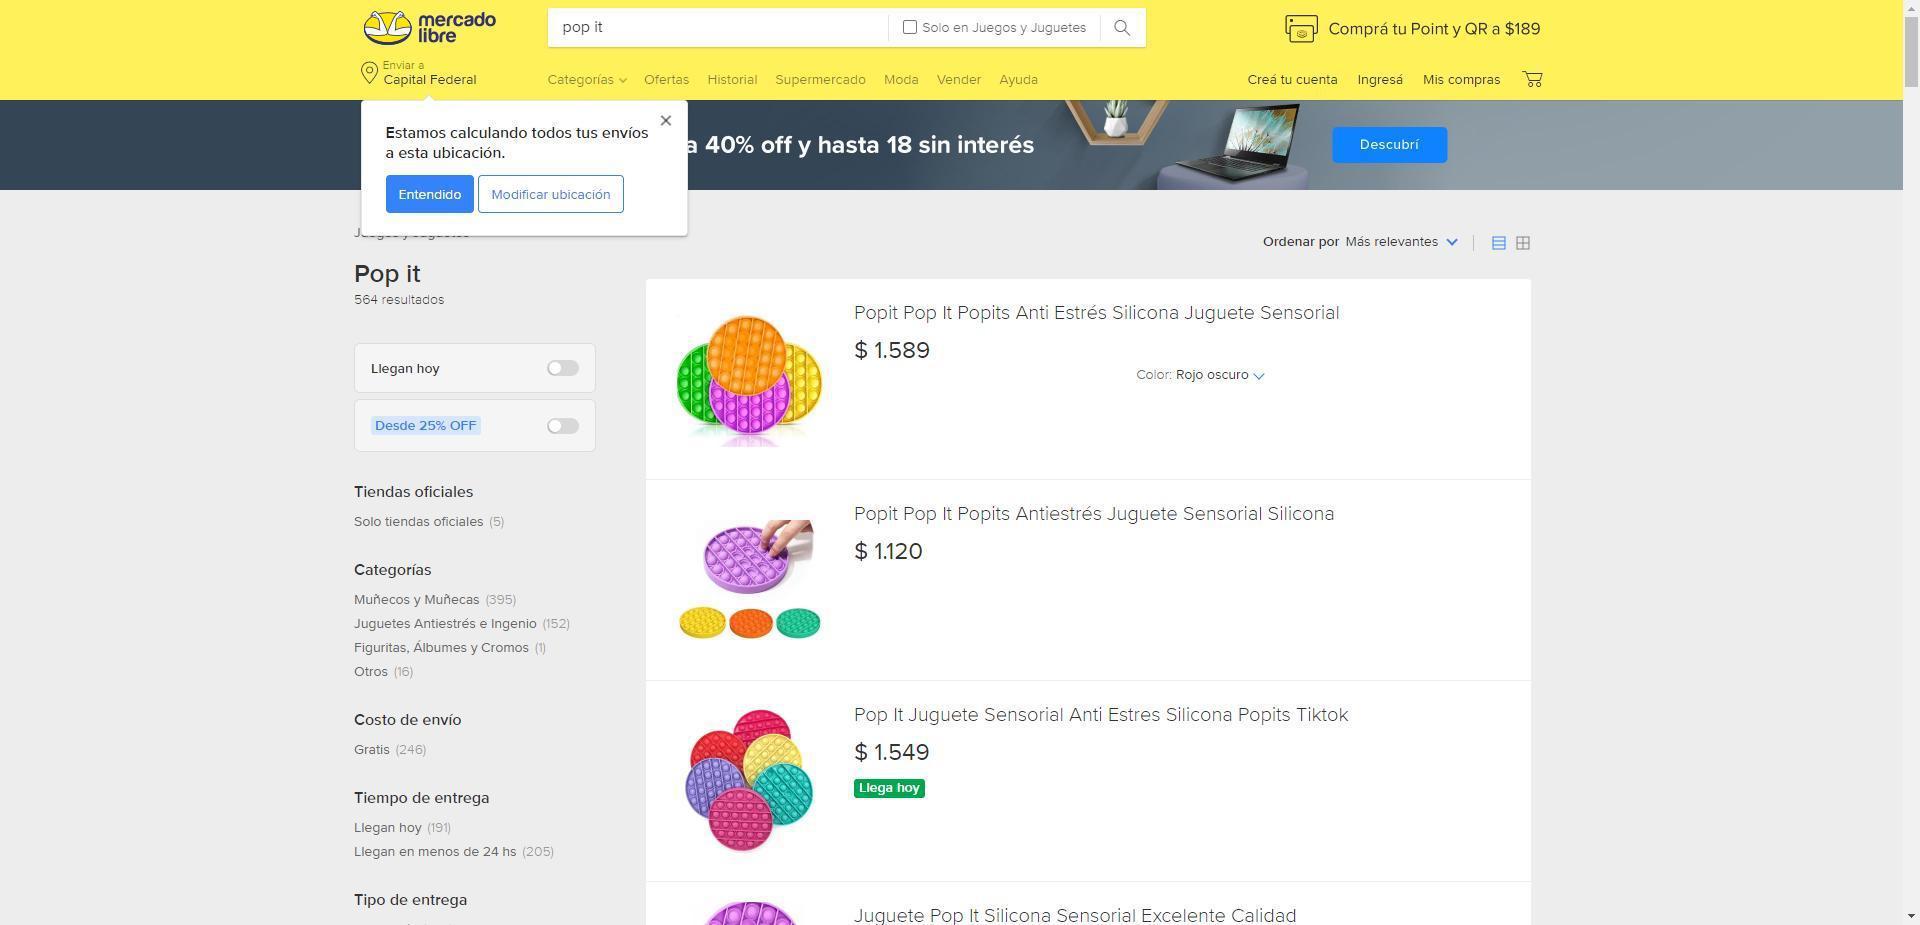 mercado
libre
pop it
Solo en Juegos y Juguetes
Comprá tu Point y QR a $189
Enviar a
Capital Federal
Categorías
Ofertas
Historial
Supermercado
Moda
Vender
Ayuda
Creá tu cuenta
Ingresá
Mis compras
Estamos calculando todos tus envíos
a esta ubicación.
Entendido
Modificar ubicación
a 40% off y hasta 18 sin interés
Descubrí
Juegos y Juguetes
Pop it
564 resultados
Ordenar por Más relevantes
Llegan hoy
Desde 25% OFF
Tiendas oficiales
Solo tiendas oficiales (5)
Categorías
Muñecos y Muñecas (395)
Juguetes Antiestrés e Ingenio (152)
Figuritas, Álbumes y Cromos (1)
Otros (16)
Costo de envío
Gratis (246)
Tiempo de entrega
Llegan hoy (191)
Llegan en menos de 24 hs (205)
Tipo de entrega
Popit Pop It Popits Anti Estrés Silicona Juguete Sensorial
$ 1.589
Color: Rojo oscuro
Popit Pop It Popits Antiestrés Juguete Sensorial Silicona
$ 1.120
Pop It Juguete Sensorial Anti Estres Silicona Popits Tiktok
$ 1.549
Llega hoy
Juguete Pop It Silicona Sensorial Excelente Calidad